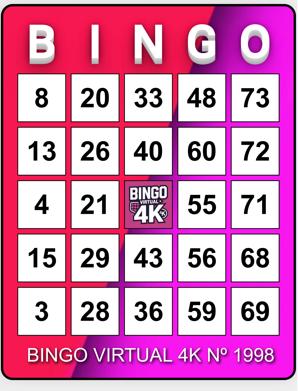 BINGO
8 20 33 48 73
13 26 40 60 72
4 21 BINGO VIRTUAL 4K 55 71
15 29 43 56 68
3 28 36 59 69
BINGO VIRTUAL 4K Nº 1998